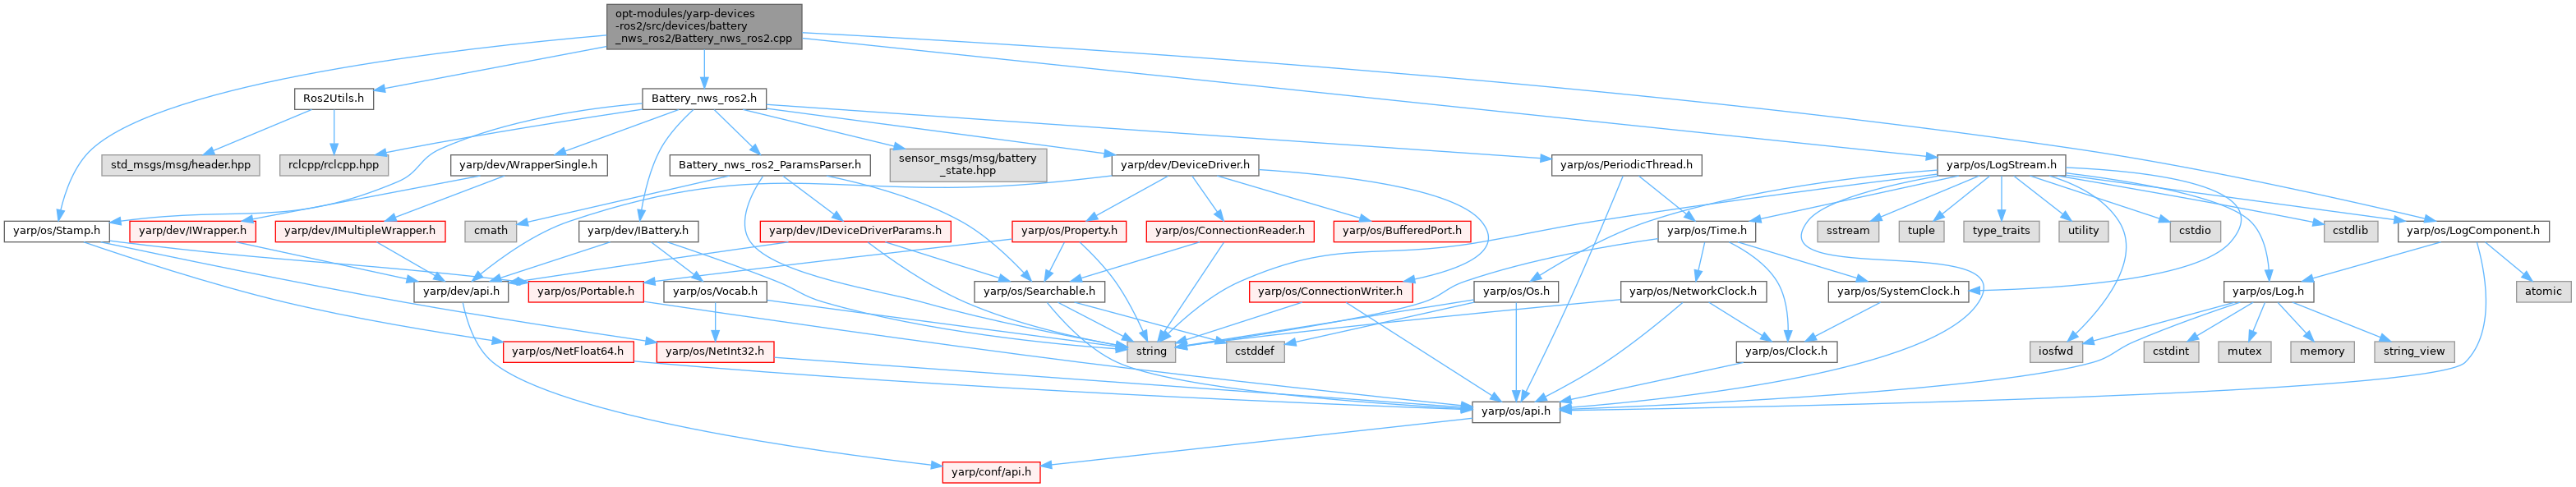 opt-modules/yarp-devices
-ros2/src/devices/battery
_nws_ros2/Battery_nws_ros2.cpp
Ros2Utils.h
Battery_nws_ros2.h
std_msgs/msg/header.hpp
rclcpp/rclcpp.hpp
yarp/dev/WrapperSingle.h
Battery_nws_ros2_ParamsParser.h
sensor_msgs/msg/battery
_state.hpp
yarp/dev/DeviceDriver.h
yarp/os/PeriodicThread.h
yarp/os/LogStream.h
yarp/os/Stamp.h
yarp/dev/IWrapper.h
yarp/dev/IMultipleWrapper.h
cmath
yarp/dev/IBattery.h
yarp/dev/IDeviceDriverParams.h
yarp/os/Property.h
yarp/os/ConnectionReader.h
yarp/os/BufferedPort.h
yarp/os/Time.h
sstream
tuple
type_traits
utility
cstdio
cstdlib
yarp/os/LogComponent.h
yarp/dev/api.h
yarp/os/Portable.h
yarp/os/Vocab.h
yarp/os/Searchable.h
yarp/os/ConnectionWriter.h
yarp/os/Os.h
yarp/os/NetworkClock.h
yarp/os/SystemClock.h
yarp/os/Log.h
atomic
yarp/os/NetFloat64.h
yarp/os/NetInt32.h
string
cstddef
yarp/os/Clock.h
iosfwd
cstdint
mutex
memory
string_view
yarp/os/api.h
yarp/conf/api.h